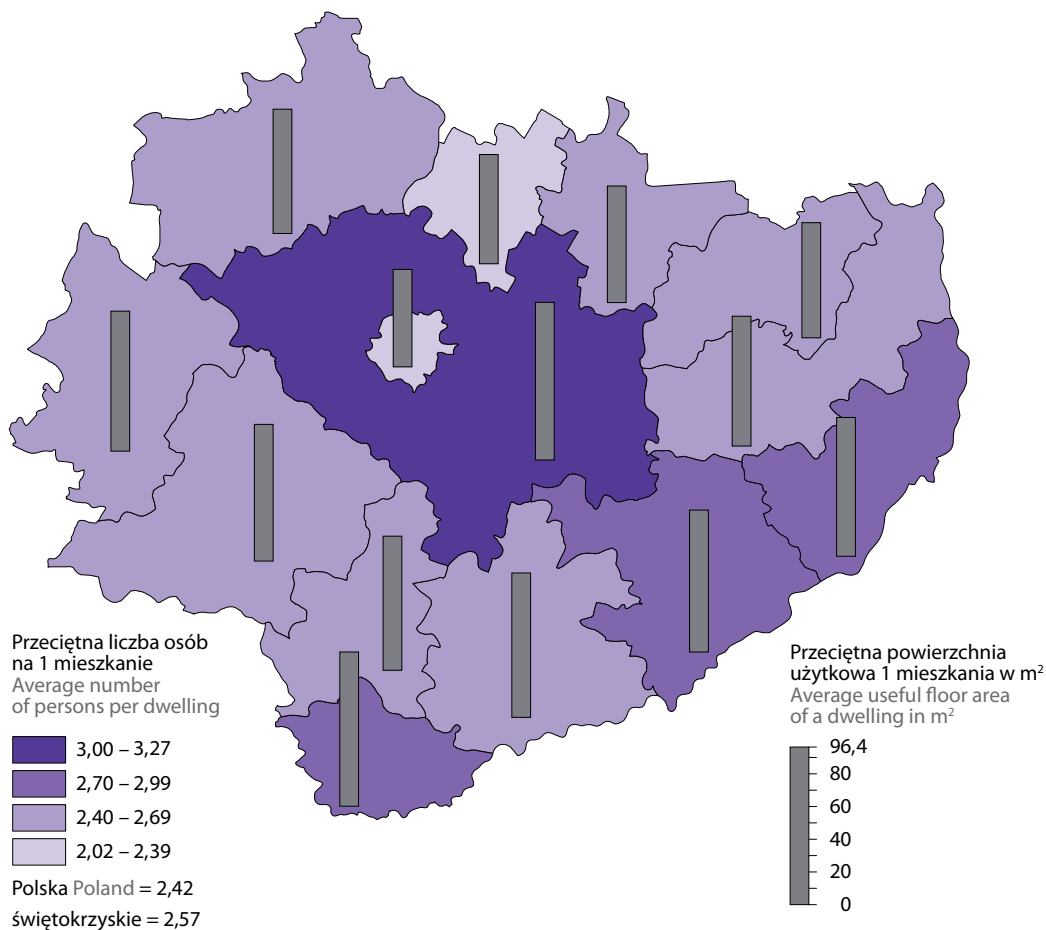 Przeciętna liczba osób
na 1 mieszkanie
Average number
of persons per dwelling
3,00 – 3,27
2,70 – 2,99
2,40 – 2,69
2,02 – 2,39
Polska Poland = 2,42
świętokrzyskie = 2,57
Przeciętna powierzchnia
użytkowa 1 mieszkania w m²
Average useful floor area
of a dwelling in m²
96,4
80
60
40
20
0